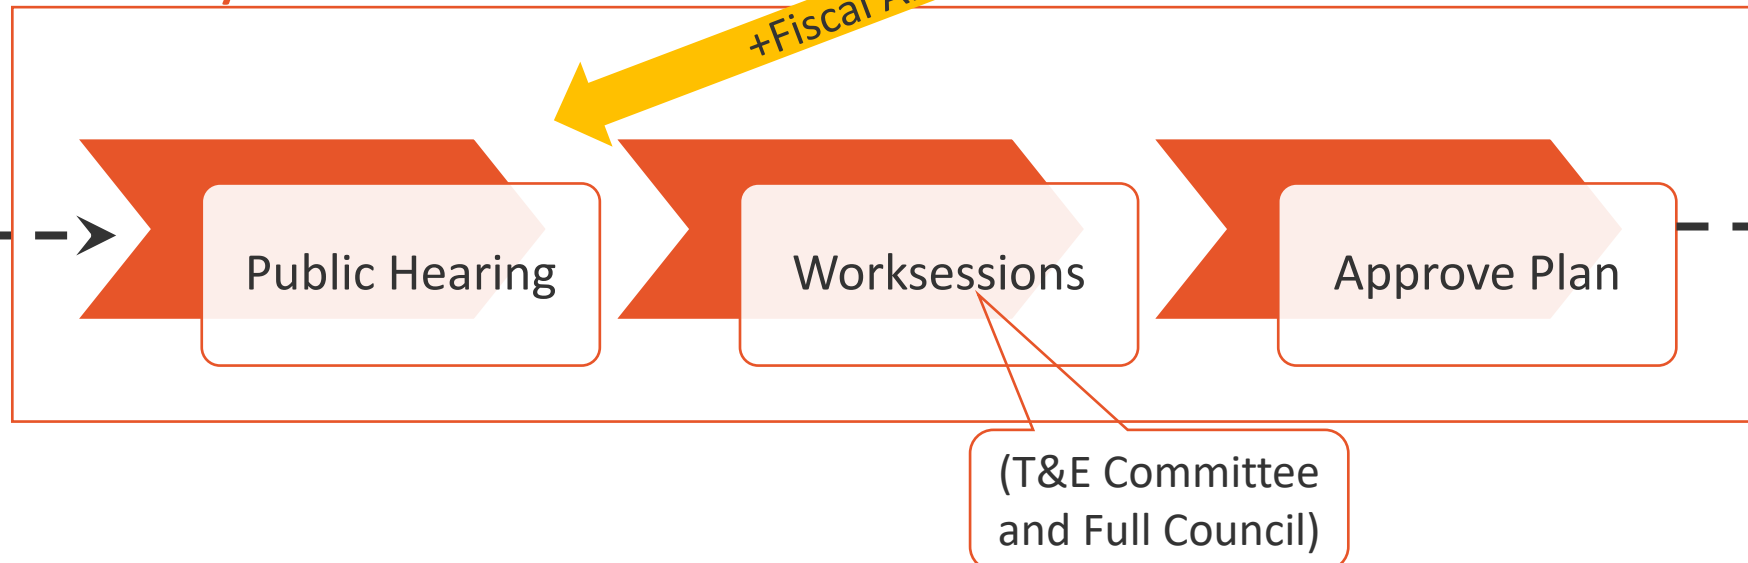 +Fiscal
Public Hearing
Worksessions
Approve Plan
(T&E Committee
and Full Council)